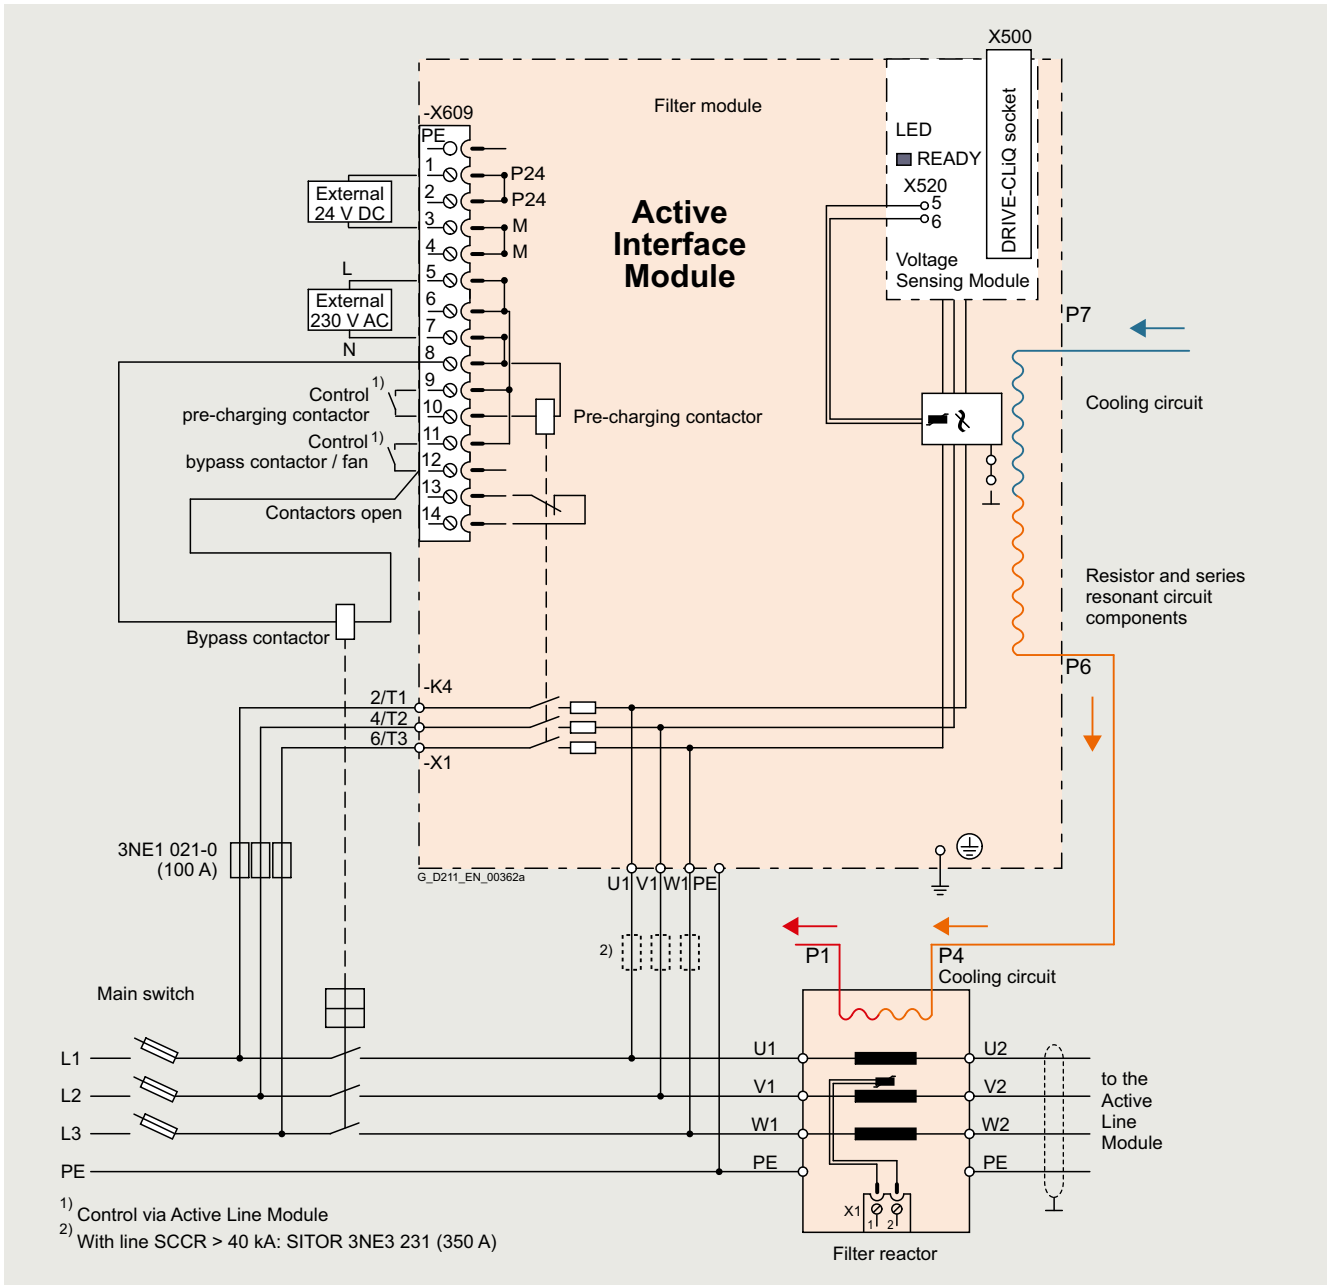 X500
Filter module
-X609
PE
LED
READY
DRIVE-CLiQ socket
1
P24
External
24 V DC
2
P24
X520
5
6
3
M
4
M
Active
Interface
Module
Voltage
Sensing Module
L
5
External
230 V AC
6
7
N
8
P7
Control 1)
pre-charging contactor
9
10
Pre-charging contactor
Cooling circuit
Control 1)
bypass contactor / fan
11
12
13
Contactors open
14
Resistor and series
resonant circuit
components
Bypass contactor
P6
-K4
2/T1
4/T2
6/T3
-X1
3NE1 021-0
(100 A)
G_D211_EN_00362a
U1 V1 W1 PE
2)
P1
P4
Cooling circuit
Main switch
L1
U1
U2
L2
V1
V2
L3
W1
W2
PE
PE
PE
to the
Active
Line
Module
X1
1 2
Filter reactor
1) Control via Active Line Module
2) With line SCCR > 40 kA: SITOR 3NE3 231 (350 A)